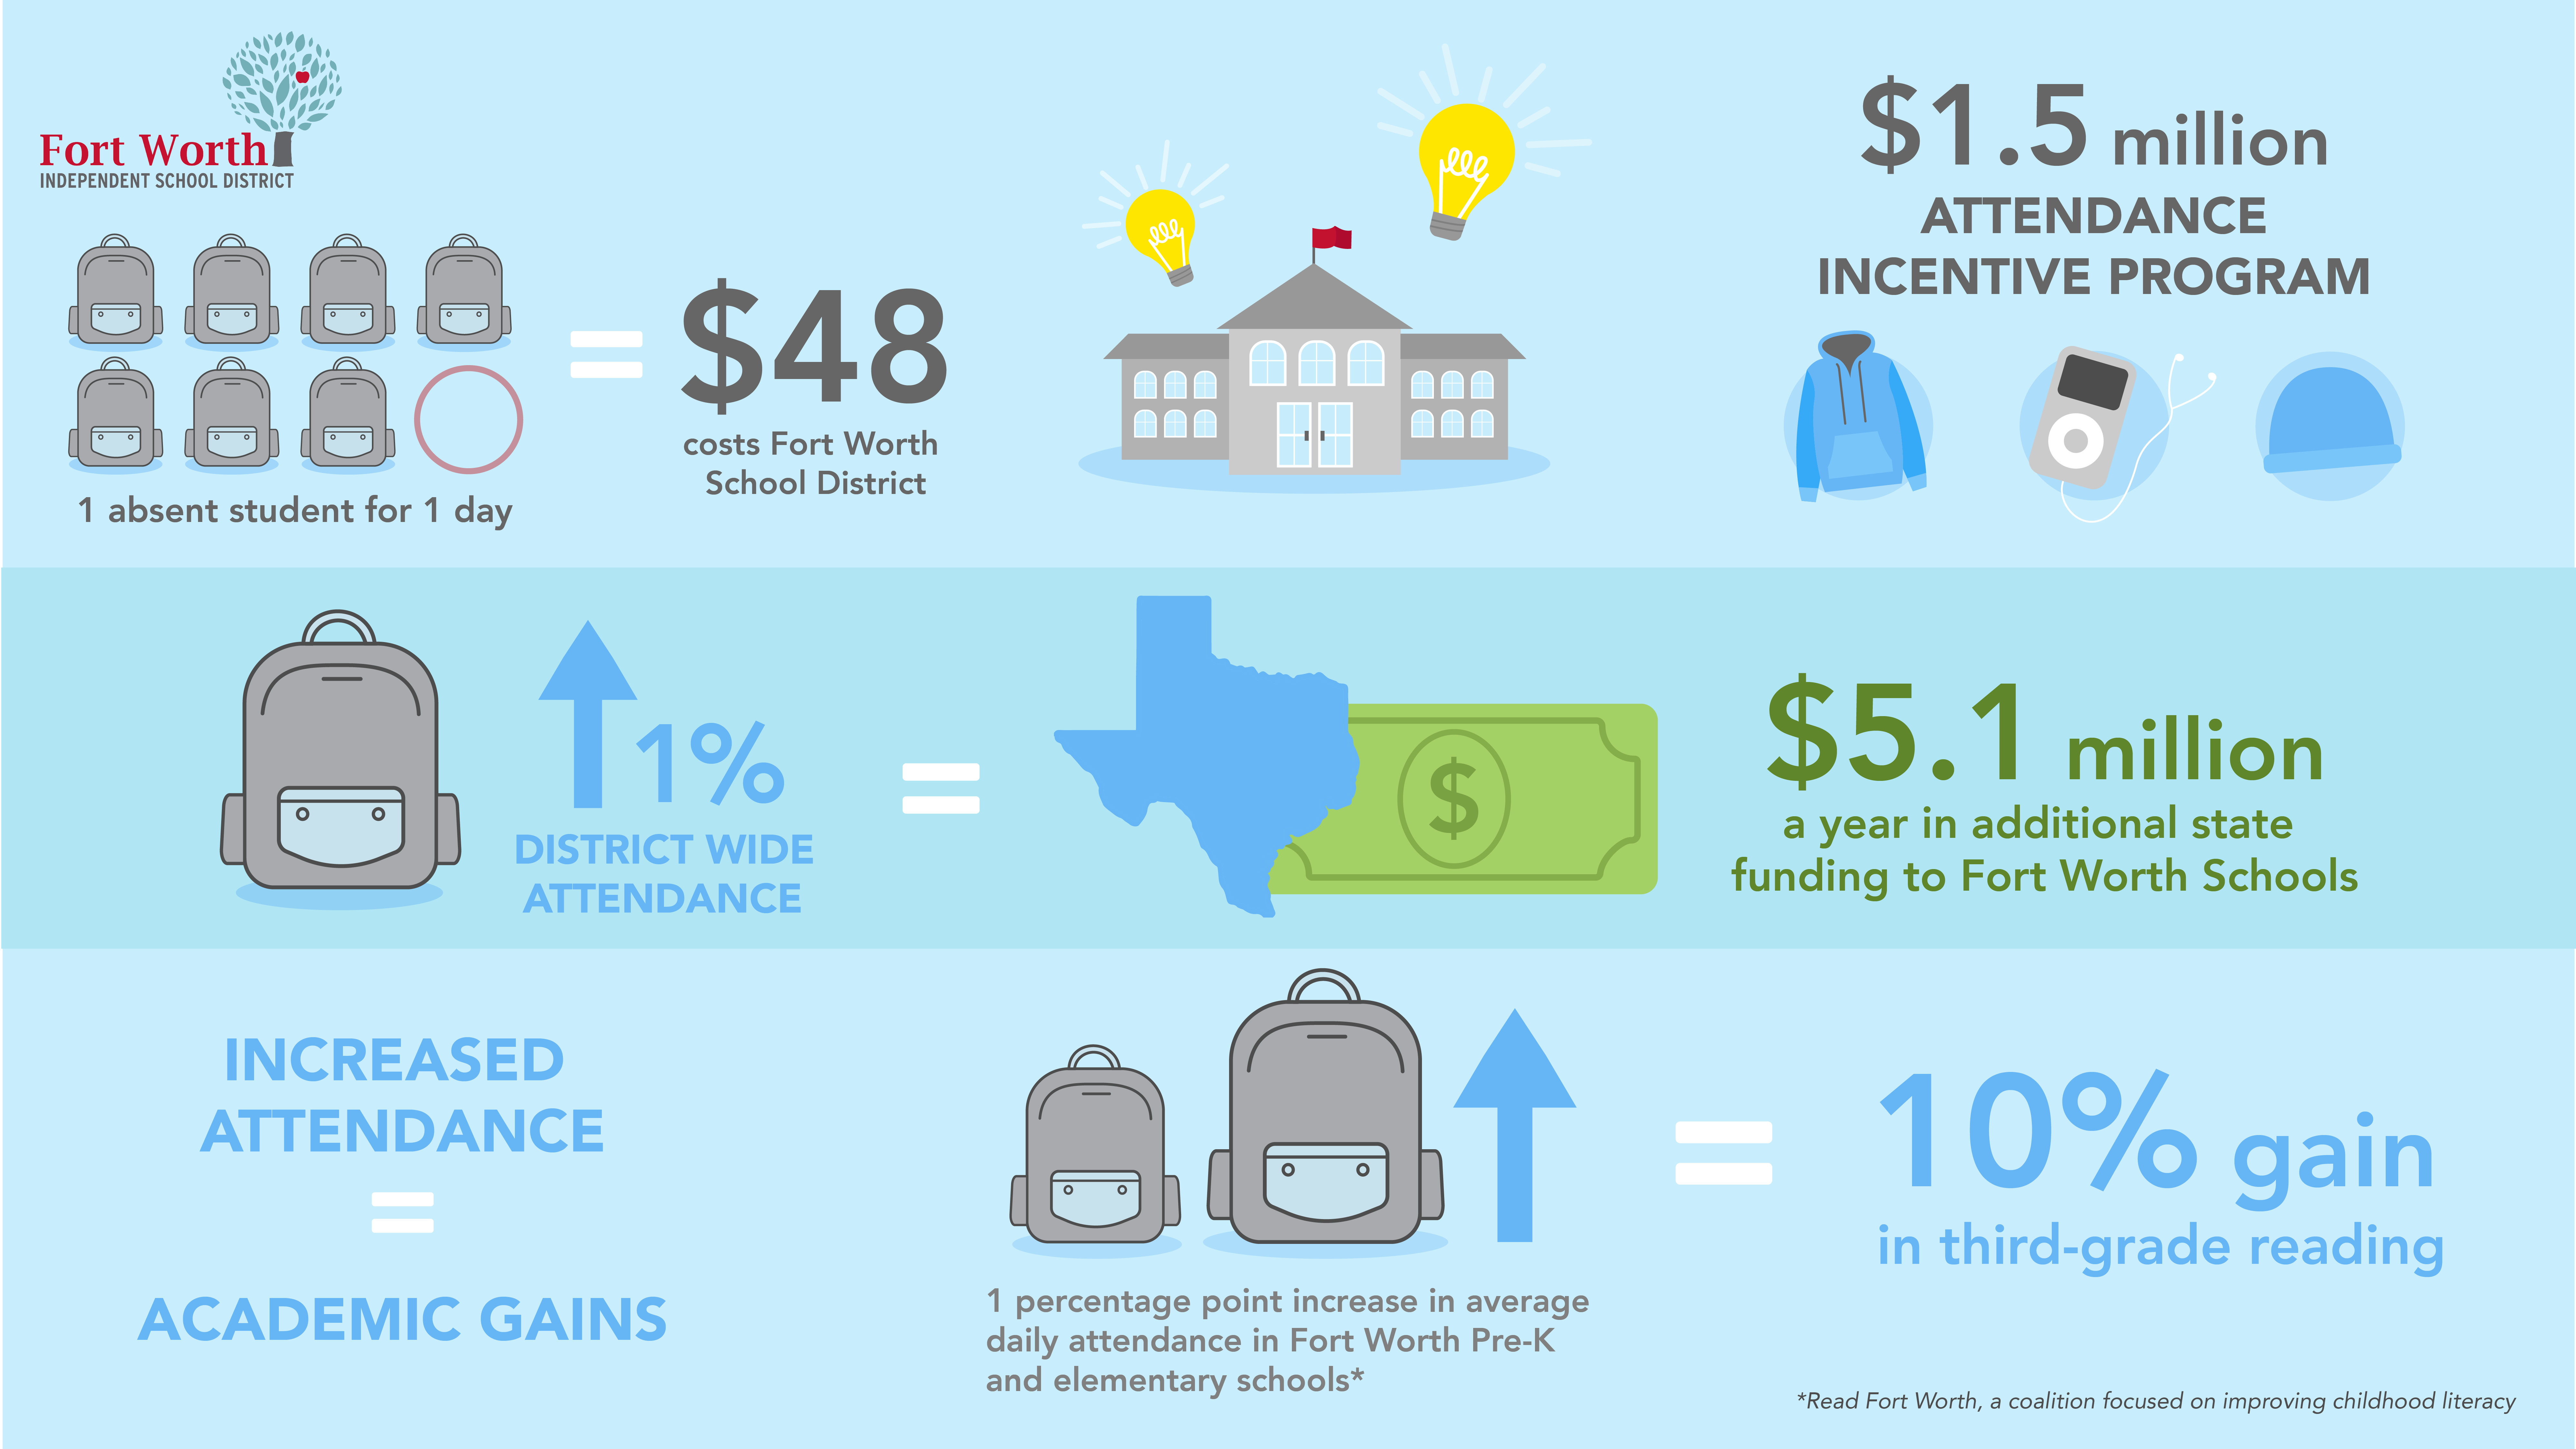 Fort Worth
INDEPENDENT SCHOOL DISTRICT
1 absent student for 1 day
=
$48
costs Fort Worth
School District
$1.5 million
ATTENDANCE
INCENTIVE PROGRAM
1%
DISTRICT WIDE
ATTENDANCE
=
$
$5.1 million
a year in additional state
funding to Fort Worth Schools
INCREASED
ATTENDANCE
=
ACADEMIC GAINS
1 percentage point increase in average
daily attendance in Fort Worth Pre-K
and elementary schools*
=
10% gain
in third-grade reading
*Read Fort Worth, a coalition focused on improving childhood literacy